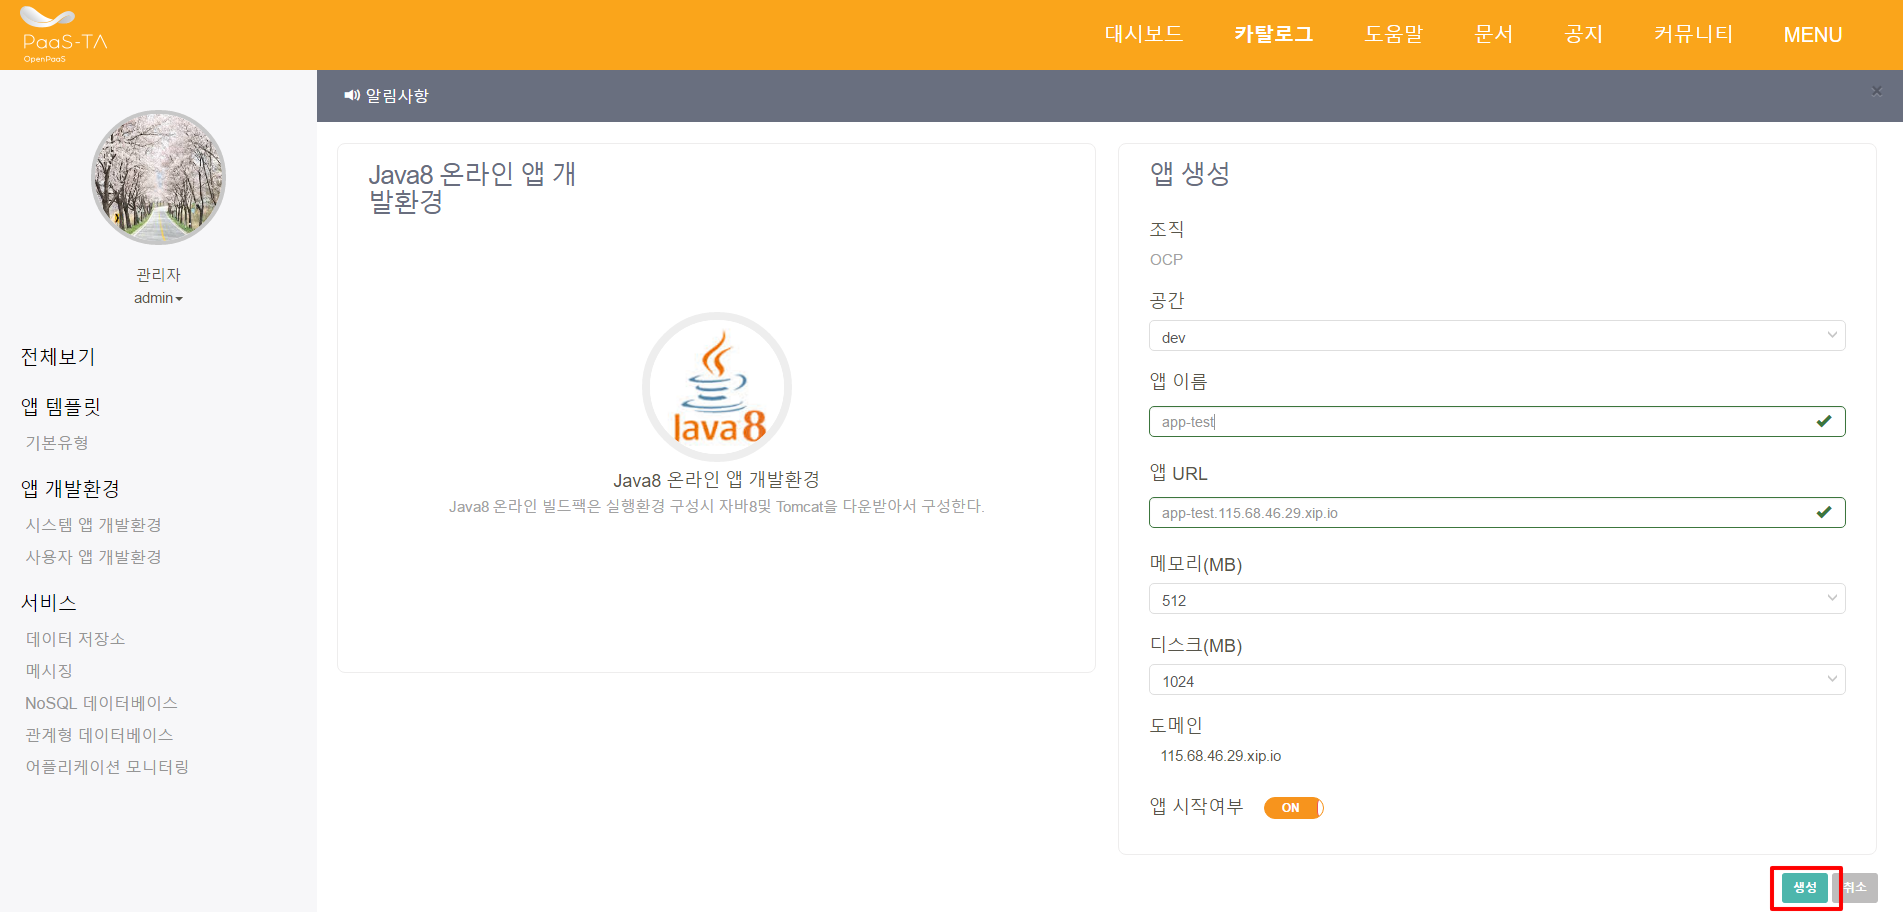 PaaS-TA
OpenPaaS
대시보드 카탈로그 도움말 문서 공지 커뮤니티 MENU
알림사항
관리자
admin
전체보기
앱 템플릿
기본유형
앱 개발환경
시스템 앱 개발환경
사용자 앱 개발환경
서비스
데이터 저장소
메시징
NoSQL 데이터베이스
관계형 데이터베이스
어플리케이션 모니터링
Java8 온라인 앱 개
발환경
Java8
Java8 온라인 앱 개발환경
Java8 온라인 빌드팩은 실행환경 구성시 자바8및 Tomcat을 다운받아서 구성한다.
앱 생성
조직
OCP
공간
dev
앱 이름
app-test
앱 URL
app-test.115.68.46.29.xip.io
메모리(MB)
512
디스크(MB)
1024
도메인
115.68.46.29.xip.io
앱 시작여부 ON
생성 취소